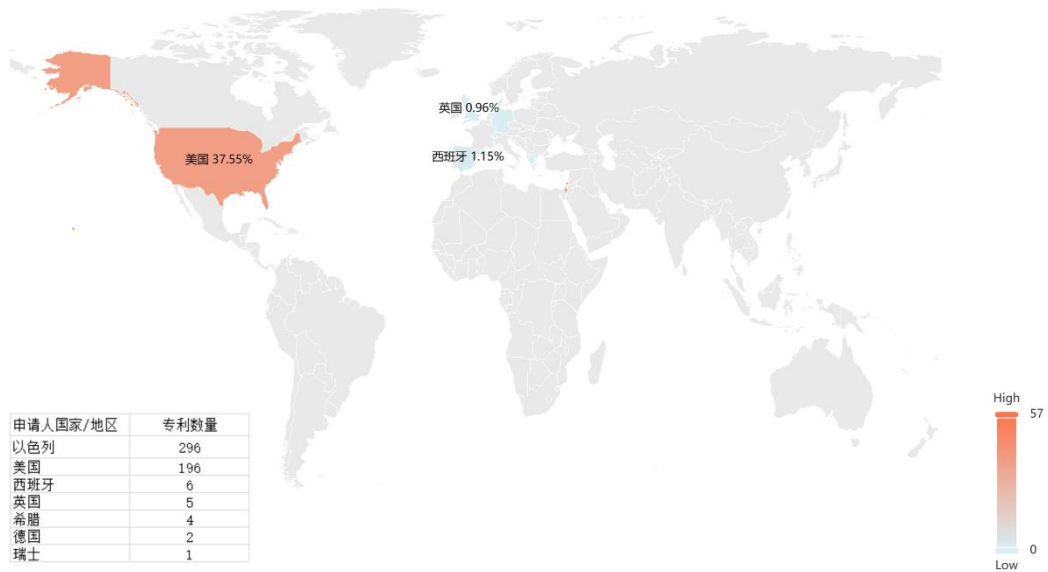 英国 0.96%
美国 37.55%
西班牙 1.15%
High
57
0
Low
申请人国家/地区 专利数量
以色列 296
美国 196
西班牙 6
英国 5
希腊 4
德国 2
瑞士 1